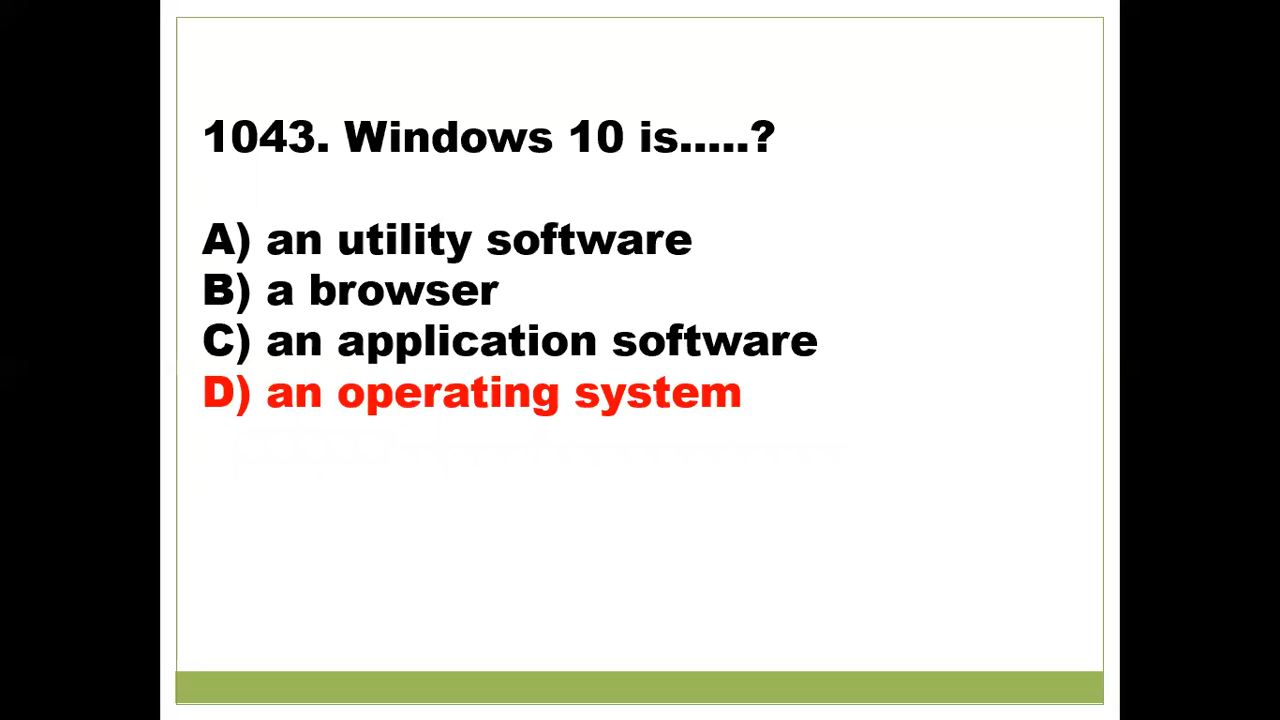 1043. Windows 10 is.....?
A) an utility software
B) a browser
C) an application software
D) an operating system